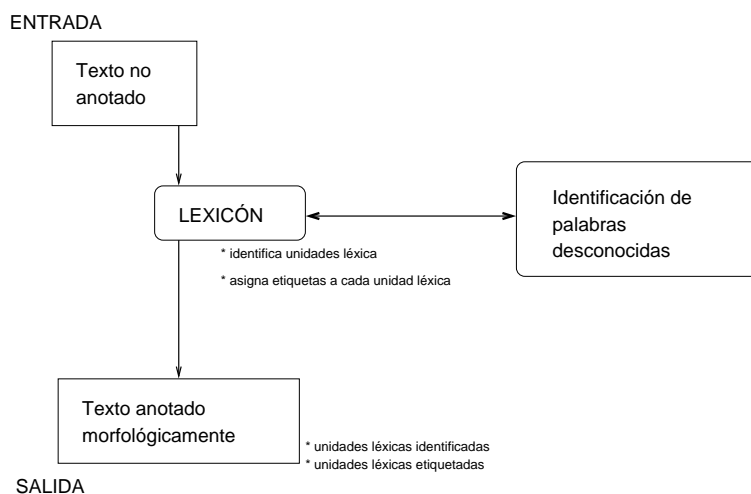 ENTRADA
Texto no
anotado
LEXICÓN
Identificación de
palabras
desconocidas
* identifica unidades léxica
* asigna etiquetas a cada unidad léxica
Texto anotado
morfológicamente
* unidades léxicas identificadas
* unidades léxicas etiquetadas
SALIDA